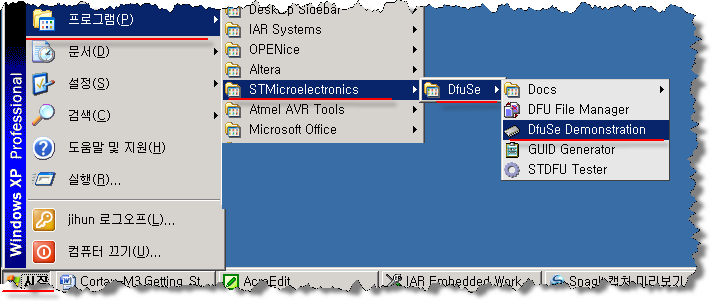 Windows XP Professional
프로그램(P)
문서(D)
설정(S)
검색(C)
도움말 및 지원(H)
실행(R)...
jihun 로그오프(L)...
컴퓨터 끄기(U)...
Desktop Sidebar
IAR Systems
OPENice
Altera
STMicroelectronics
Atmel AVR Tools
Microsoft Office
DfuSe
Docs
DFU File Manager
DfuSe Demonstration
GUID Generator
STDFU Tester
시작
Cortex-M3 Getting_St
AcroEdit
IAR Embedded Work
SnagIt 캡처 미리보기